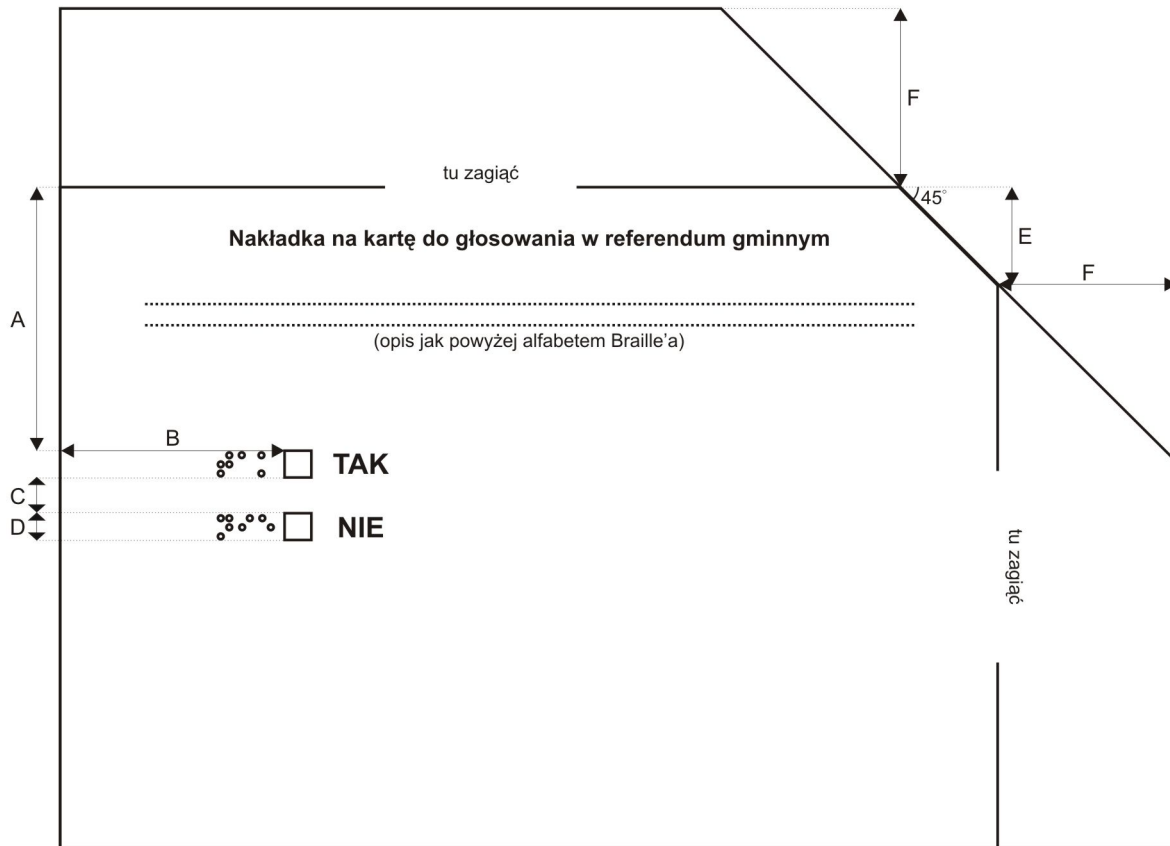 F
tu zagiąć
45°
Nakładka na kartę do głosowania w referendum gminnym
E
F
A
(opis jak powyżej alfabetem Braille’a)
B
TAK
C
D
NIE
tu zagiąć